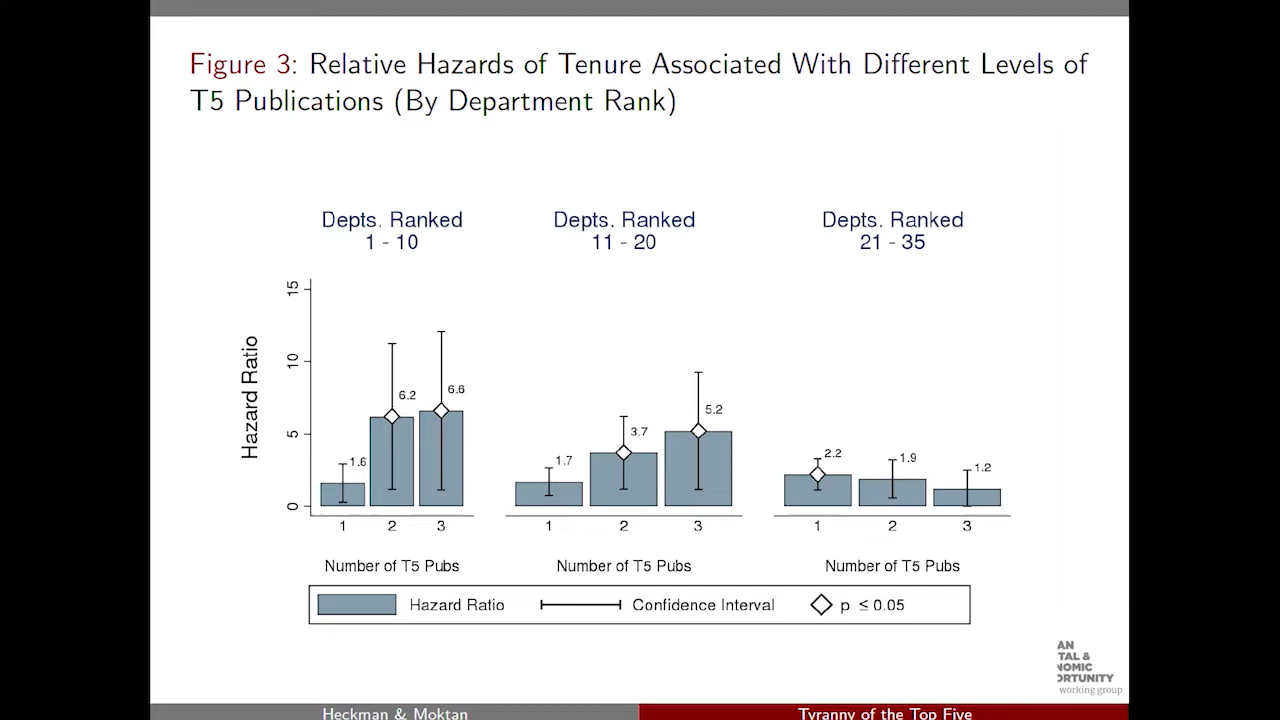 Figure 3: Relative Hazards of Tenure Associated With Different Levels of
T5 Publications (By Department Rank)
Depts. Ranked
1 - 10
Depts. Ranked
11 - 20
Depts. Ranked
21 - 35
Hazard Ratio
15
10
5
0
1.6
6.2
6.6
1.7
3.7
5.2
2.2
1.9
1.2
1 2 3
1 2 3
1 2 3
Number of T5 Pubs
Number of T5 Pubs
Number of T5 Pubs
Hazard Ratio
Confidence Interval
p ≤ 0.05
AN
TAL &
NOMIC
ORTUNITY
working group
Heckman & Moktan
Tyranny of the Top Five